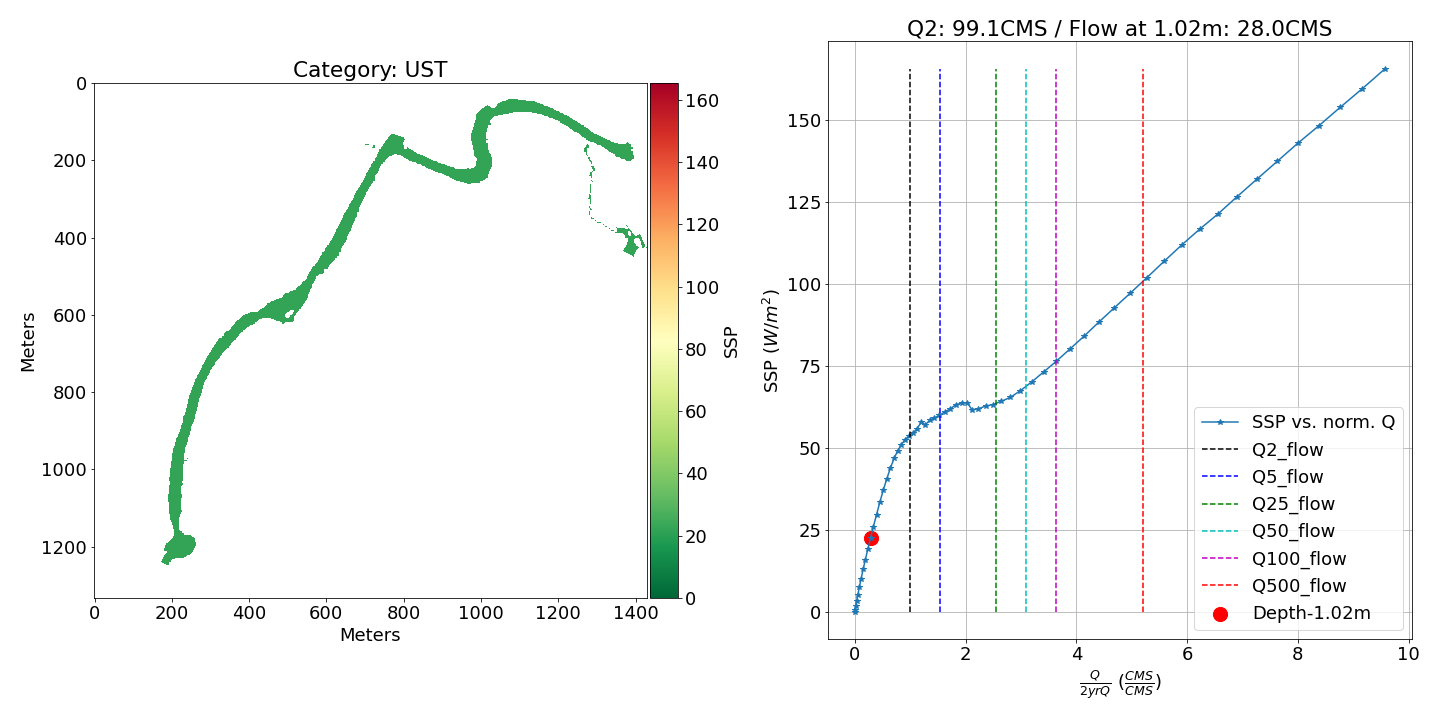 Category: UST
0
200
400
600
800
1000
1200
Meters
0
200
400
600
800
1000
1200
1400
Meters
160
140
120
100
80
60
40
20
0
SSP
Q2: 99.1CMS / Flow at 1.02m: 28.0CMS
150
125
100
75
50
25
0
SSP (W/m²)
0
2
4
6
8
10
Q/2yrQ (CMS/CMS)
SSP vs. norm. Q
Q2_flow
Q5_flow
Q25_flow
Q50_flow
Q100_flow
Q500_flow
Depth-1.02m